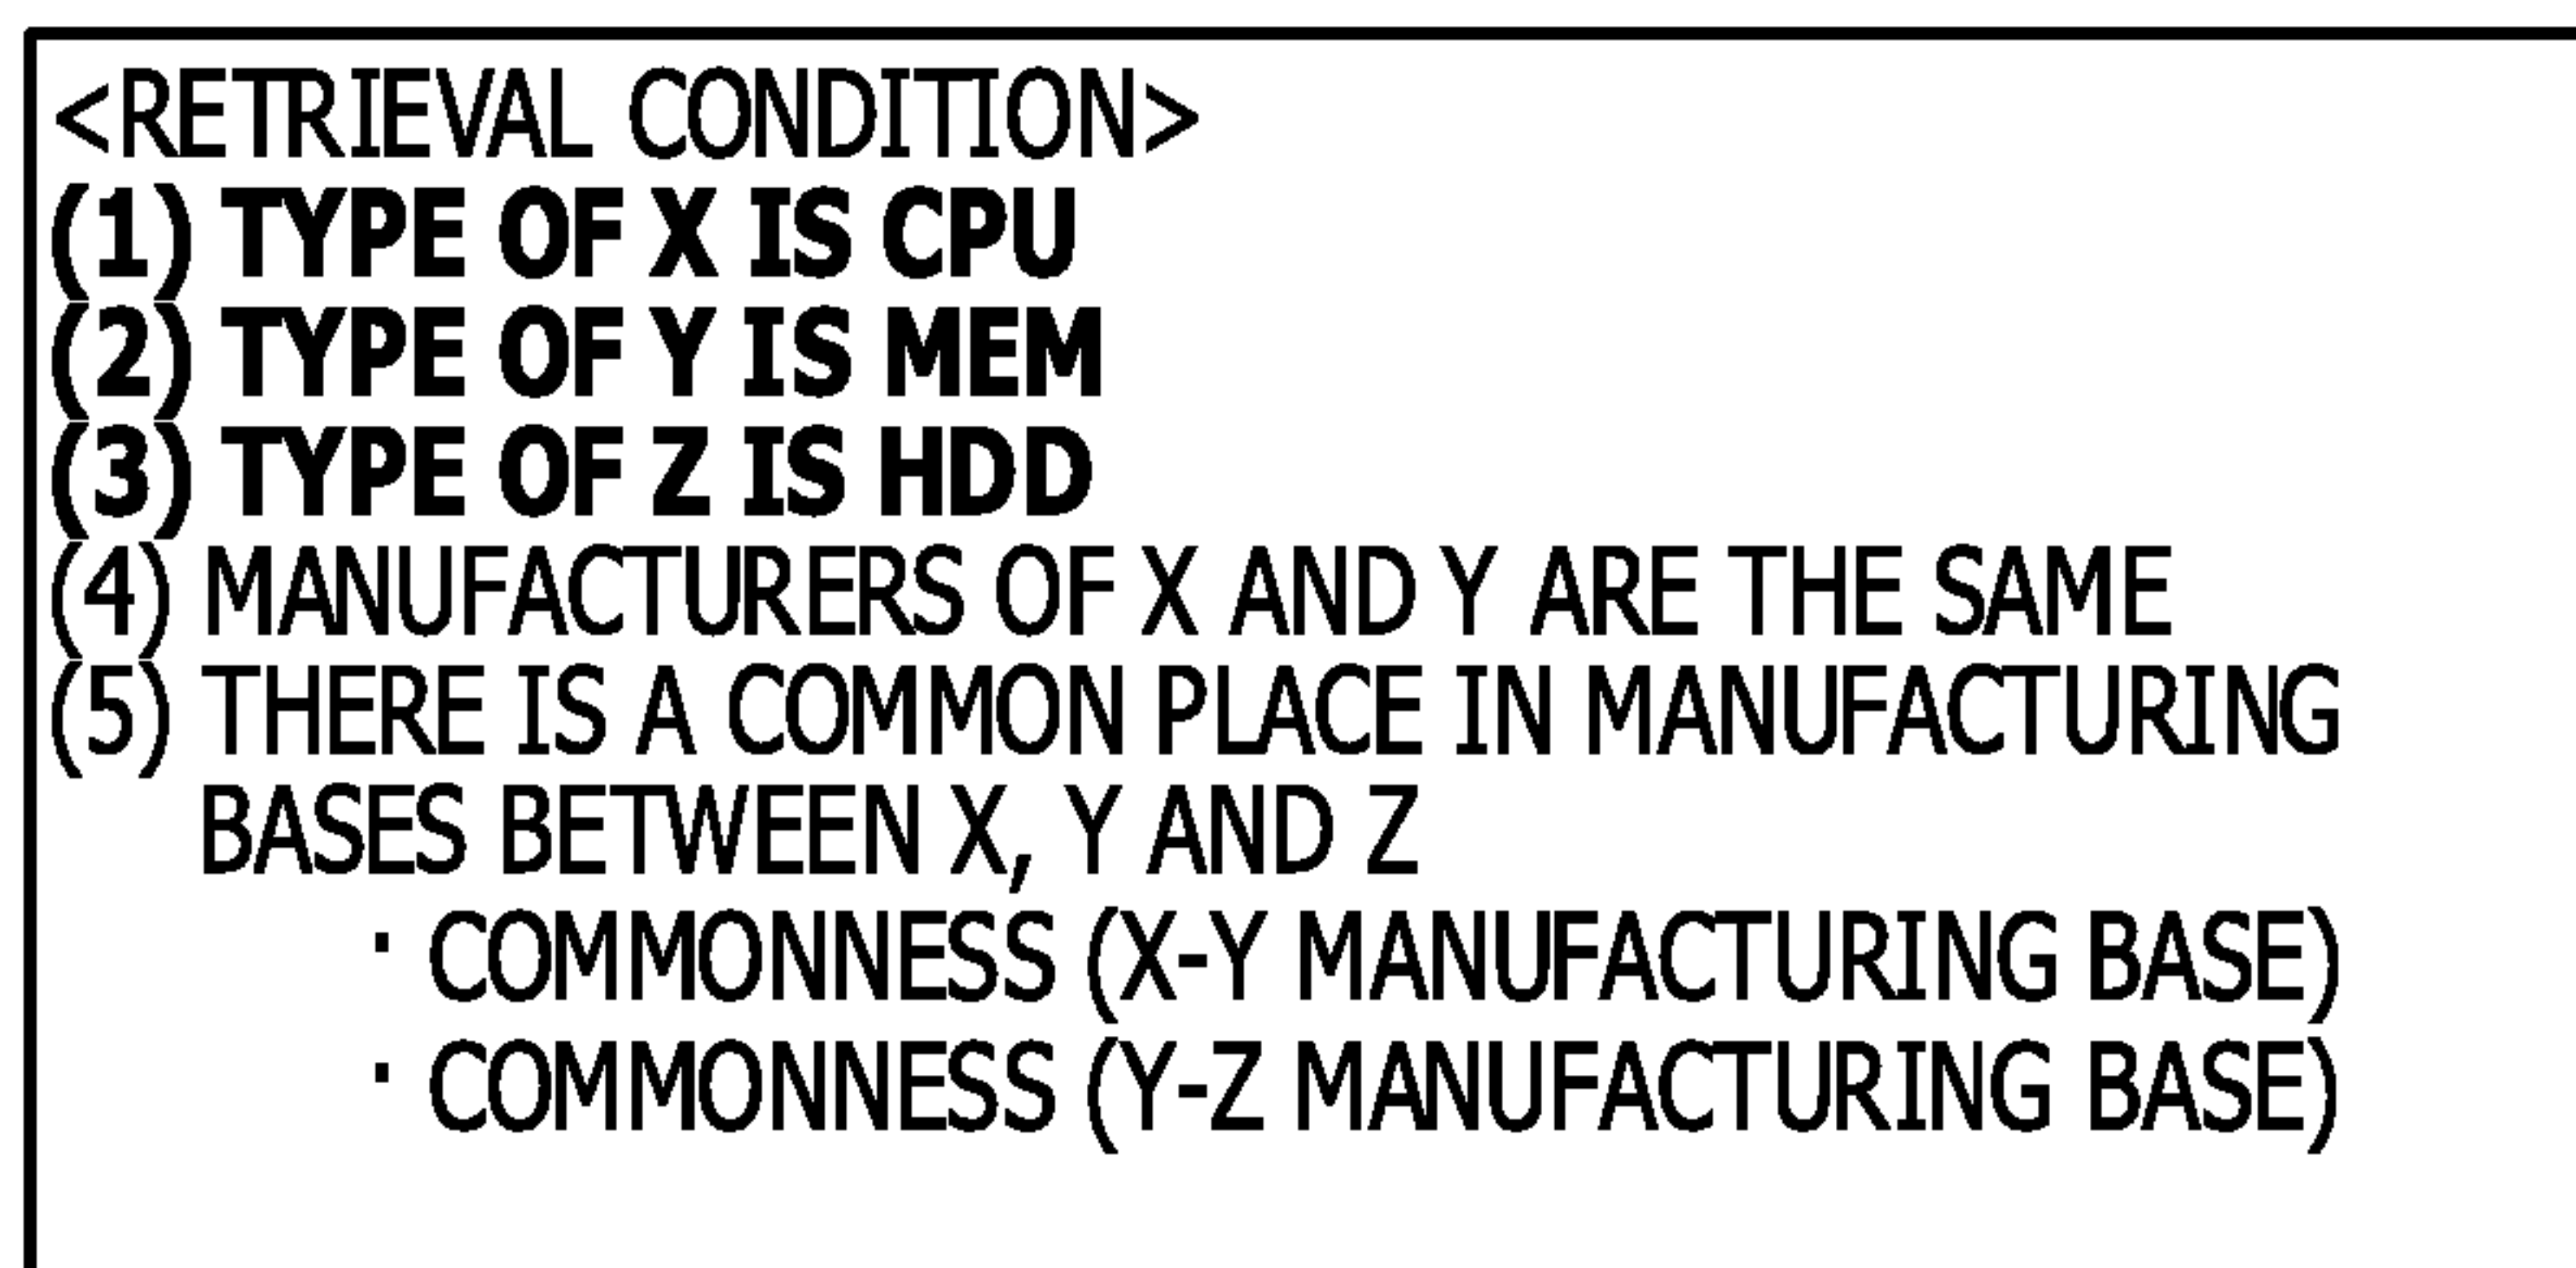 <RETRIEVAL CONDITION>
(1) TYPE OF X IS CPU
(2) TYPE OF Y IS MEM
(3) TYPE OF Z IS HDD
(4) MANUFACTURERS OF X AND Y ARE THE SAME
(5) THERE IS A COMMON PLACE IN MANUFACTURING
BASES BETWEEN X, Y AND Z
· COMMONNESS (X-Y MANUFACTURING BASE)
· COMMONNESS (Y-Z MANUFACTURING BASE)